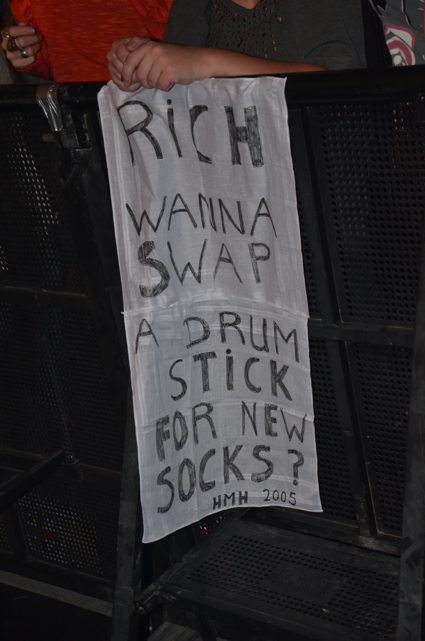 RiCH
WANNA
SWAP
A DRUM
STiCK
FOR NEW
SOCKS?
HMH 2005